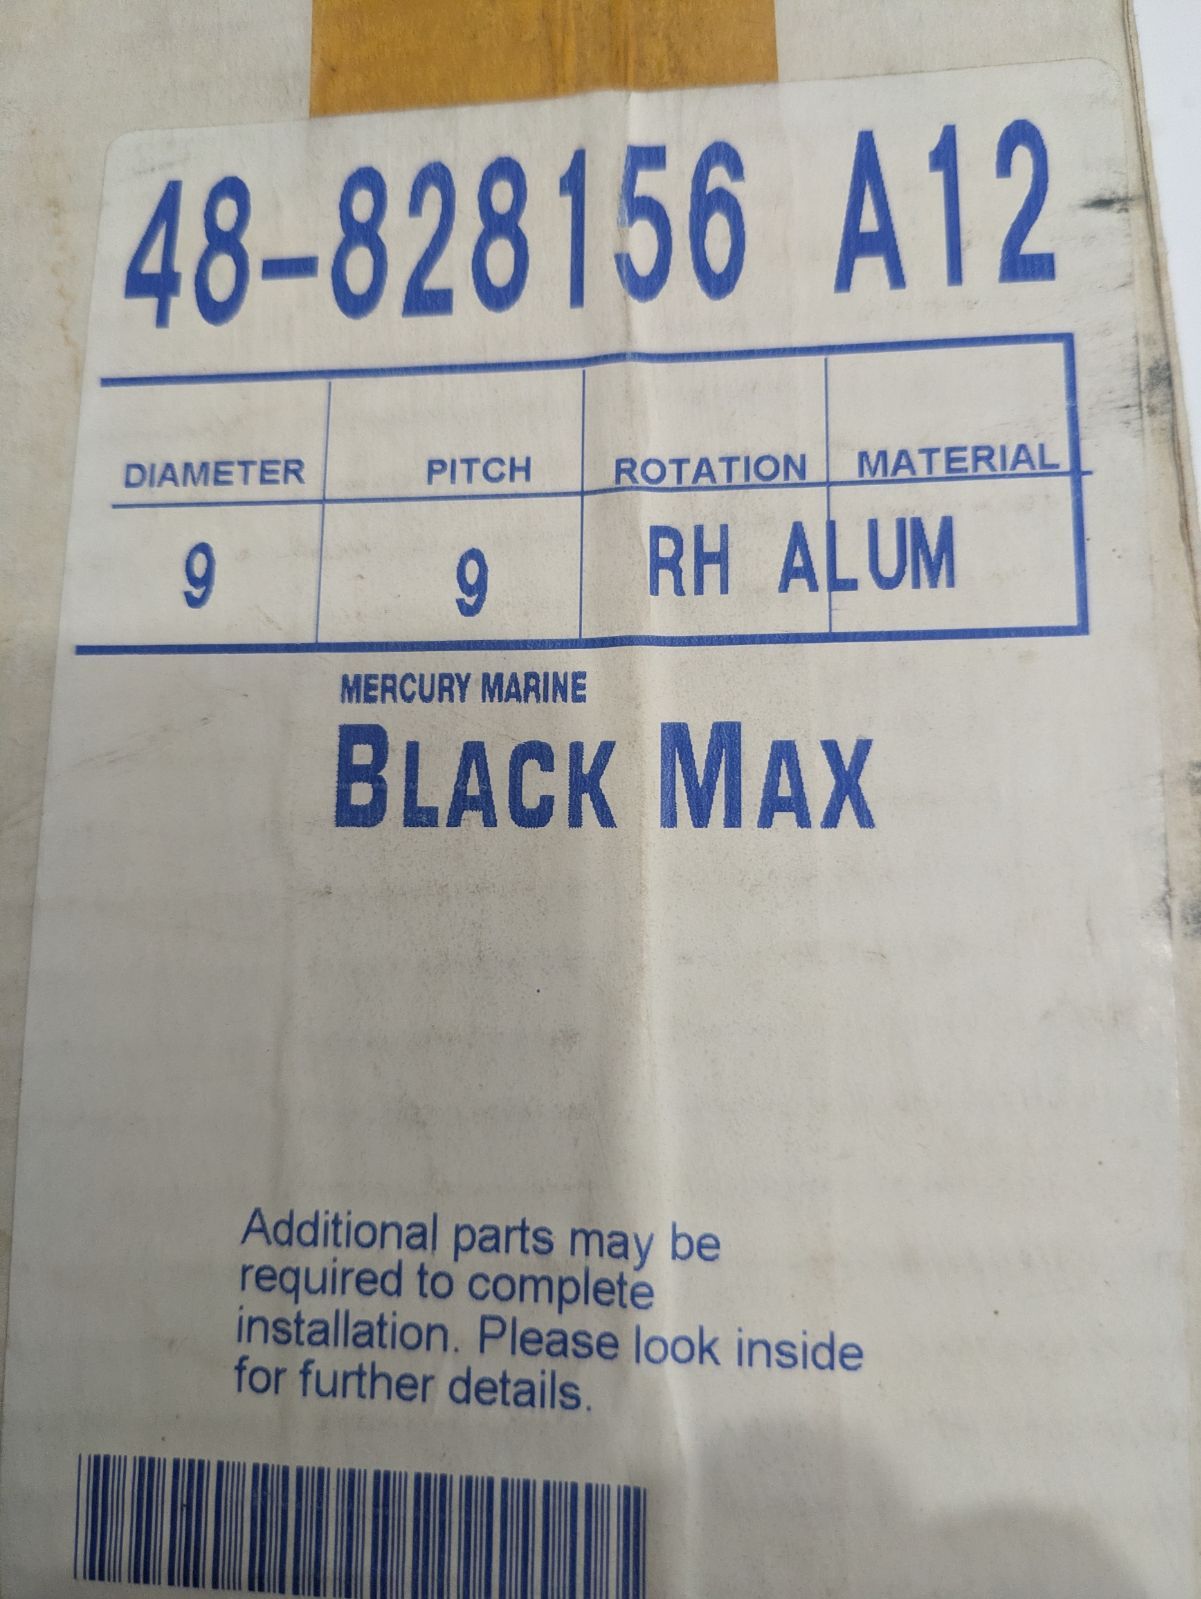 48-828156 A12
DIAMETER PITCH ROTATION MATERIAL
9 9 RH ALUM
MERCURY MARINE
BLACK MAX
Additional parts may be
required to complete
installation. Please look inside
for further details.